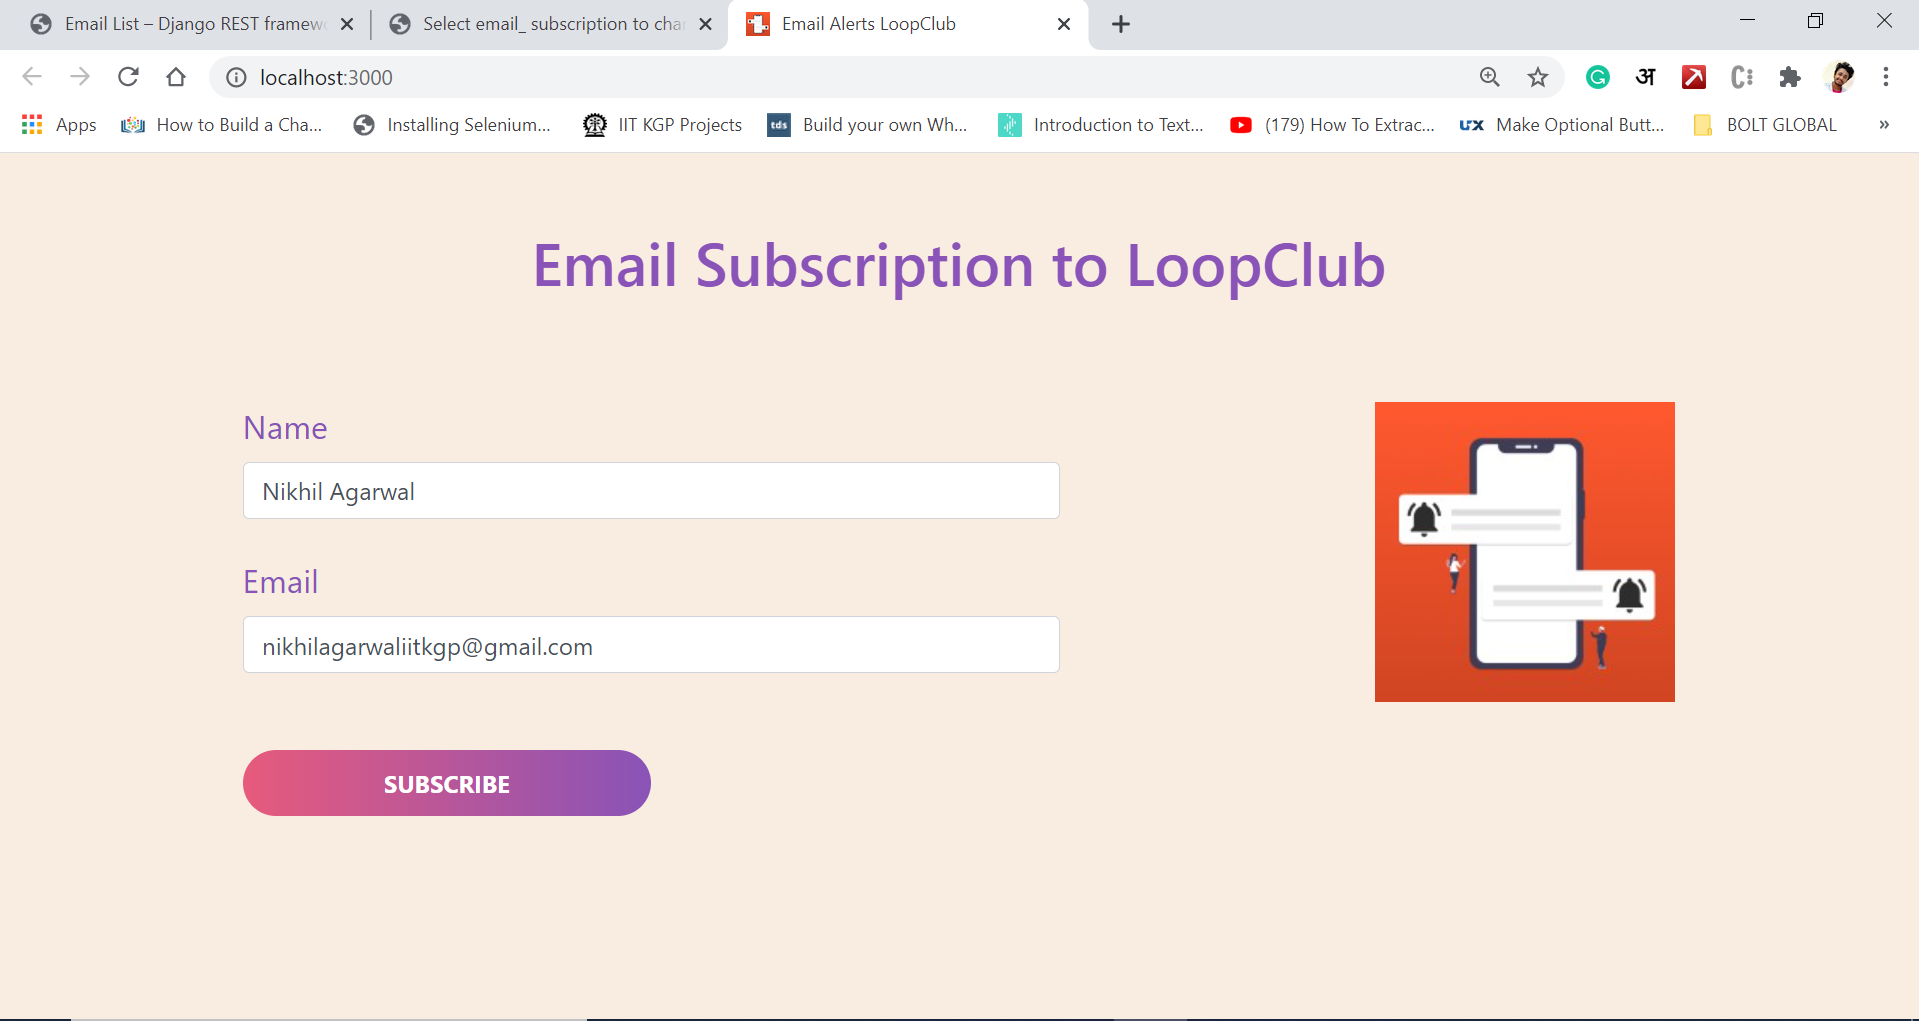 Email List – Django REST framew
Select email_ subscription to cha
Email Alerts LoopClub
localhost:3000
अ
Apps
How to Build a Cha...
Installing Selenium...
IIT KGP Projects
tds
Build your own Wh...
Introduction to Text...
(179) How To Extrac...
UX
Make Optional Butt...
BOLT GLOBAL
»
Email Subscription to LoopClub
Name
Nikhil Agarwal
Email
nikhilagarwaliitkgp@gmail.com
SUBSCRIBE